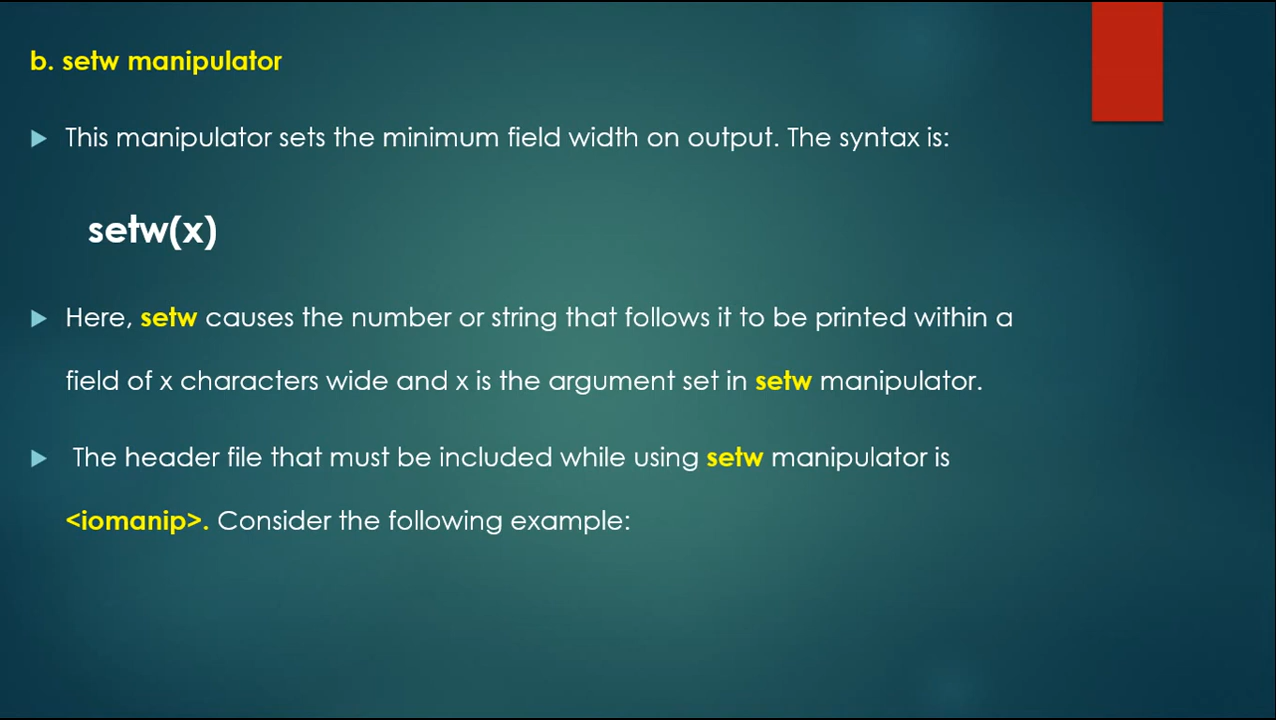 b. setw manipulator
This manipulator sets the minimum field width on output. The syntax is:
setw(x)
Here, setw causes the number or string that follows it to be printed within a
field of x characters wide and x is the argument set in setw manipulator.
The header file that must be included while using setw manipulator is
<iomanip>. Consider the following example: